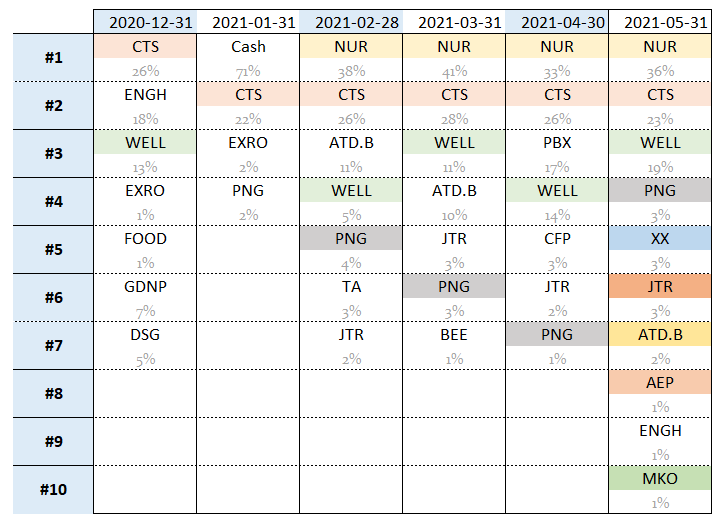 2020-12-31 2021-01-31 2021-02-28 2021-03-31 2021-04-30 2021-05-31
#1 CTS Cash NUR NUR NUR NUR
26% 71% 38% 41% 33% 36%
#2 ENGH CTS CTS CTS CTS CTS
18% 22% 26% 28% 26% 23%
#3 WELL EXRO ATD.B WELL PBX WELL
13% 2% 11% 11% 17% 19%
#4 EXRO PNG WELL ATD.B WELL PNG
1% 2% 5% 10% 14% 3%
#5 FOOD PNG JTR CFP XX
1% 4% 3% 3% 3%
#6 GDNP TA PNG JTR JTR
7% 3% 3% 2% 3%
#7 DSG JTR BEE PNG ATD.B
5% 2% 1% 1% 2%
#8 AEP
1%
#9 ENGH
1%
#10 MKO
1%